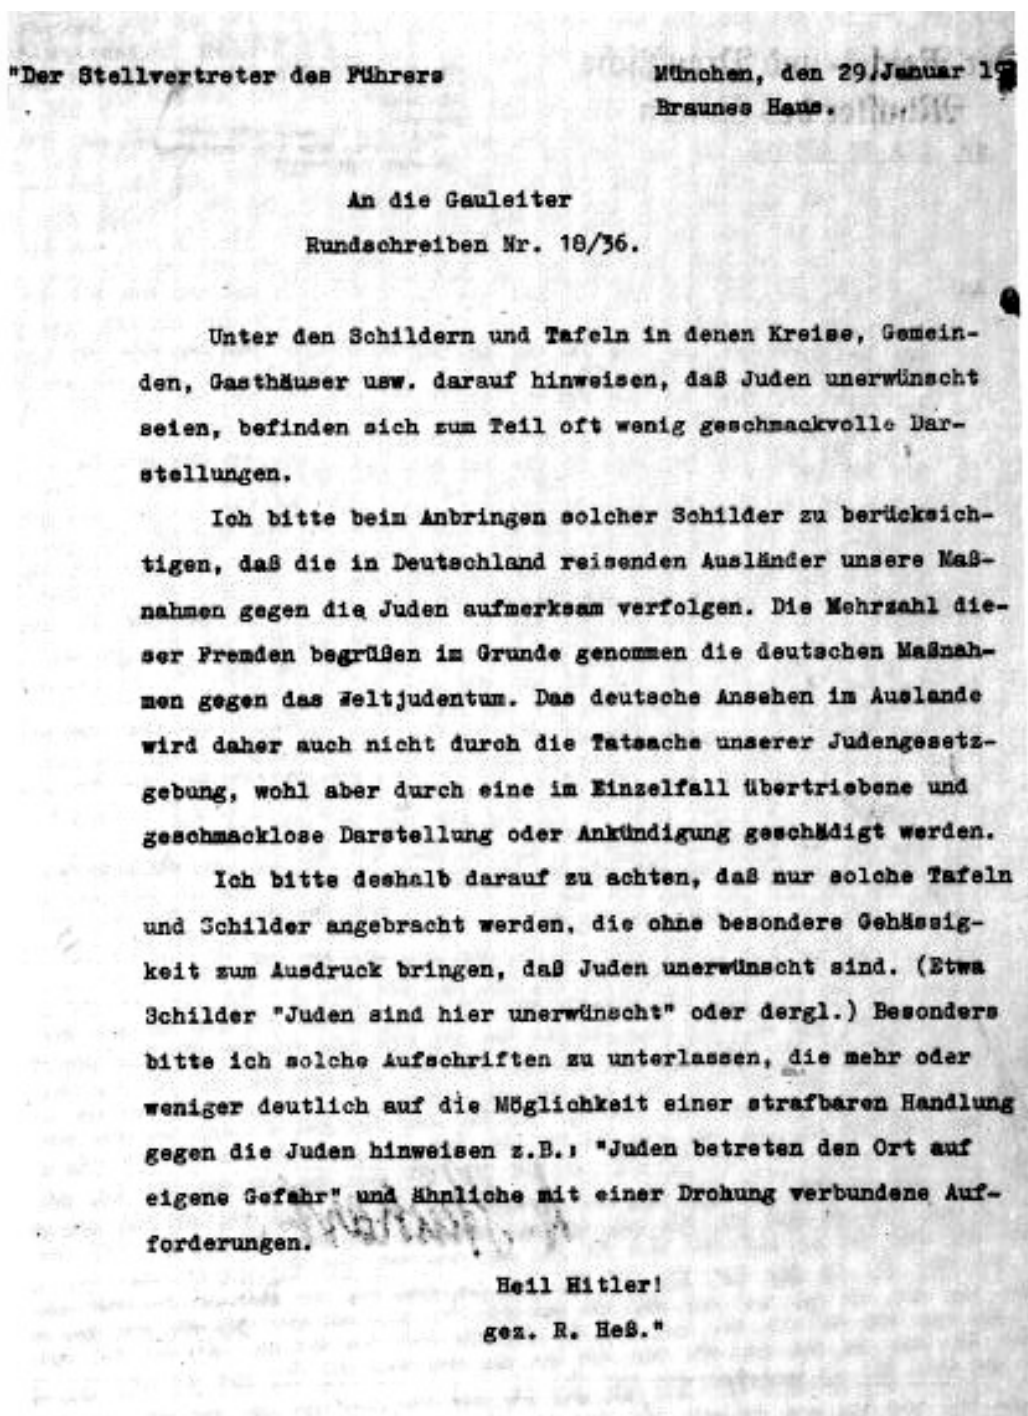 "Der Stellvertreter des Führers
München, den 29.Januar 19
Braunes Haus.
An die Gauleiter
Rundschreiben Nr. 18/36.
Unter den Schildern und Tafeln in denen Kreise, Gemein-
den, Gasthäuser usw. darauf hinweisen, daß Juden unerwünscht
seien, befinden sich zum Teil oft wenig geschmackvolle Dar-
stellungen.
Ich bitte beim Anbringen solcher Schilder zu berücksich-
tigen, daß die in Deutschland reisenden Ausländer unsere Maß-
nahmen gegen die Juden aufmerksam verfolgen. Die Mehrzahl die-
ser Fremden begrüßen im Grunde genommen die deutschen Maßnah-
men gegen das Weltjudentum. Das deutsche Ansehen im Auslande
wird daher auch nicht durch die Tatsache unserer Judengesetz-
gebung, wohl aber durch eine im Einzelfall übertriebene und
geschmacklose Darstellung oder Ankündigung geschädigt werden.
Ich bitte deshalb darauf zu achten, daß nur solche Tafeln
und Schilder angebracht werden, die ohne besondere Gehässig-
keit zum Ausdruck bringen, daß Juden unerwünscht sind. (Etwa
Schilder "Juden sind hier unerwünscht" oder dergl.) Besonders
bitte ich solche Aufschriften zu unterlassen, die mehr oder
weniger deutlich auf die Möglichkeit einer strafbaren Handlung
gegen die Juden hinweisen z.B.: "Juden betreten den Ort auf
eigene Gefahr" und ähnliche mit einer Drohung verbundene Auf-
forderungen.
Heil Hitler!
gez. R. Heß."